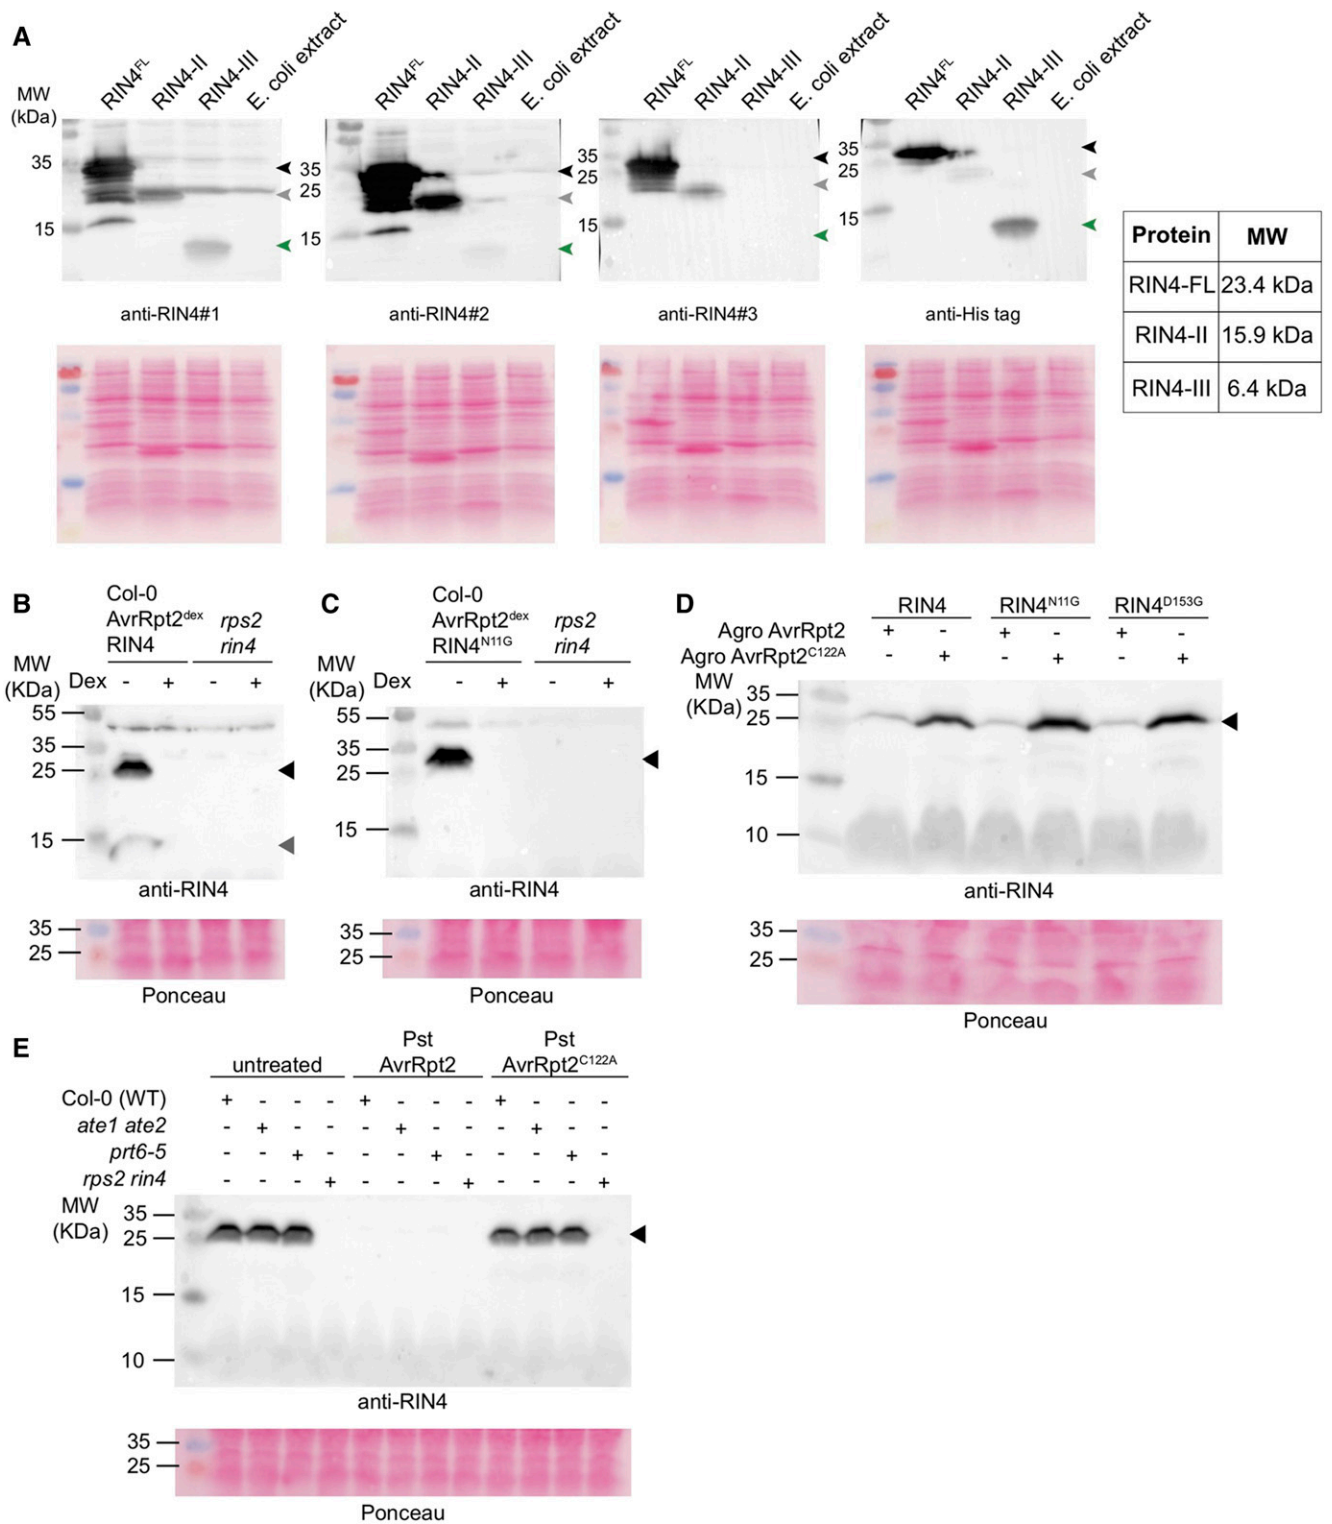 A
MW
(kDa)
RIN4FL
RIN4-II
RIN4-III
E. coli extract
RIN4FL
RIN4-II
RIN4-III
E. coli extract
RIN4FL
RIN4-II
RIN4-III
E. coli extract
RIN4FL
RIN4-II
RIN4-III
E. coli extract
35
15
35
25
15
35
25
15
35
25
15
anti-RIN4#1
anti-RIN4#2
anti-RIN4#3
anti-His tag
Protein MW
RIN4-FL 23.4 kDa
RIN4-II 15.9 kDa
RIN4-III 6.4 kDa
B
Col-0
AvrRpt2dex
RIN4
rps2
rin4
MW
(KDa)
Dex - + - +
55
35
25
15
anti-RIN4
35
25
Ponceau
C
Col-0
AvrRpt2dex
RIN4N11G
rps2
rin4
MW
(KDa)
Dex - + - +
55
35
25
15
anti-RIN4
35
25
Ponceau
D
RIN4 RIN4N11G RIN4D153G
Agro AvrRpt2 + - + - + -
Agro AvrRpt2C122A - + - + - +
MW
(KDa)
35
25
15
10
anti-RIN4
35
25
Ponceau
E
untreated
Pst
AvrRpt2
Pst
AvrRpt2C122A
Col-0 (WT) + - - - + - - - + - - -
ate1 ate2 - + - - - + - - - + - -
prt6-5 - - + - - - + - - - + -
rps2 rin4 - - - + - - - + - - - +
MW
(KDa)
35
25
15
10
anti-RIN4
35
25
Ponceau